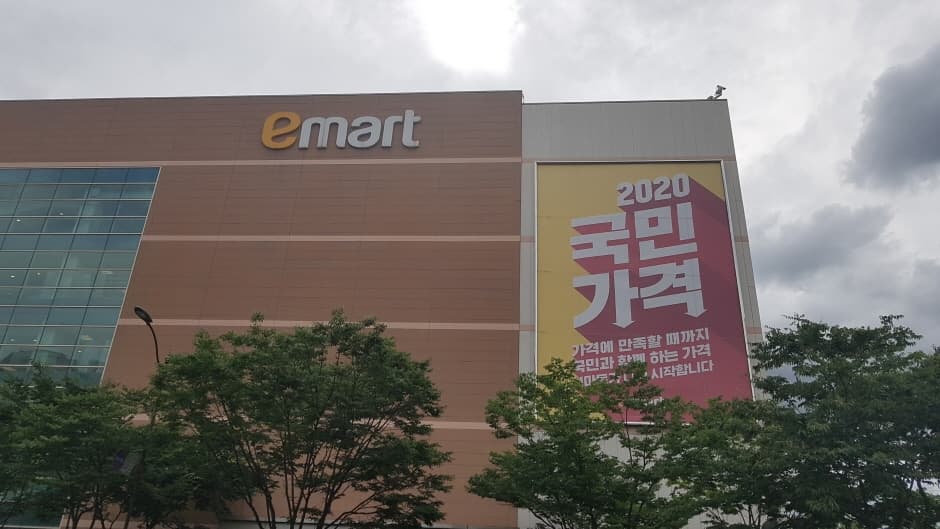 emart
2020
국민
가격
가격에 만족할 때까지
국민과 함께 하는 가격
시작합니다